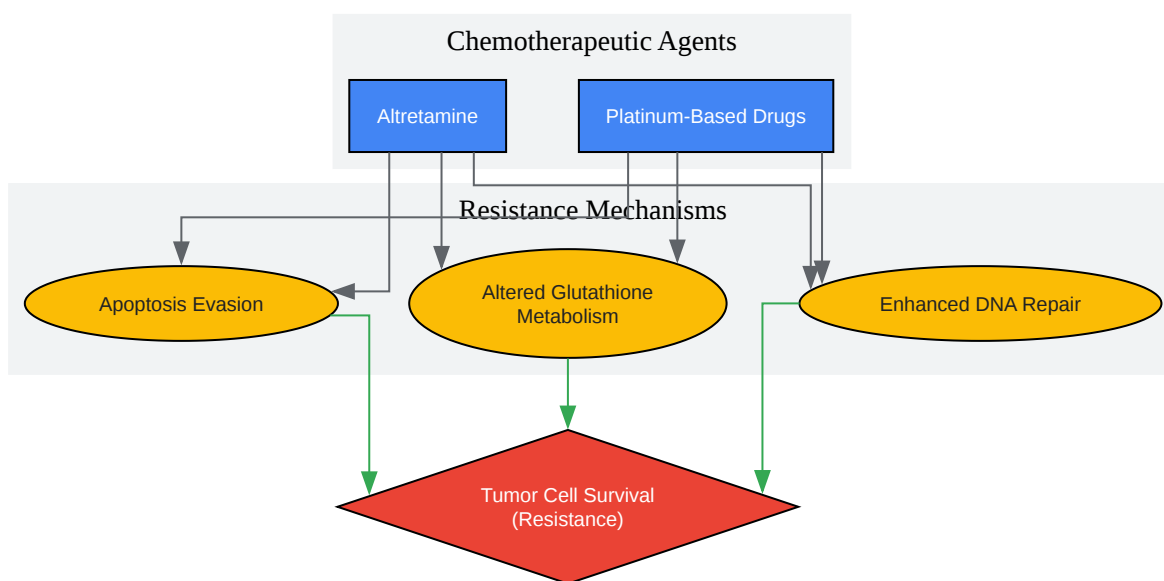 Chemotherapeutic Agents
Altretamine
Platinum-Based Drugs
Resistance Mechanisms
Apoptosis Evasion
Altered Glutathione
Metabolism
Enhanced DNA Repair
Tumor Cell Survival
(Resistance)